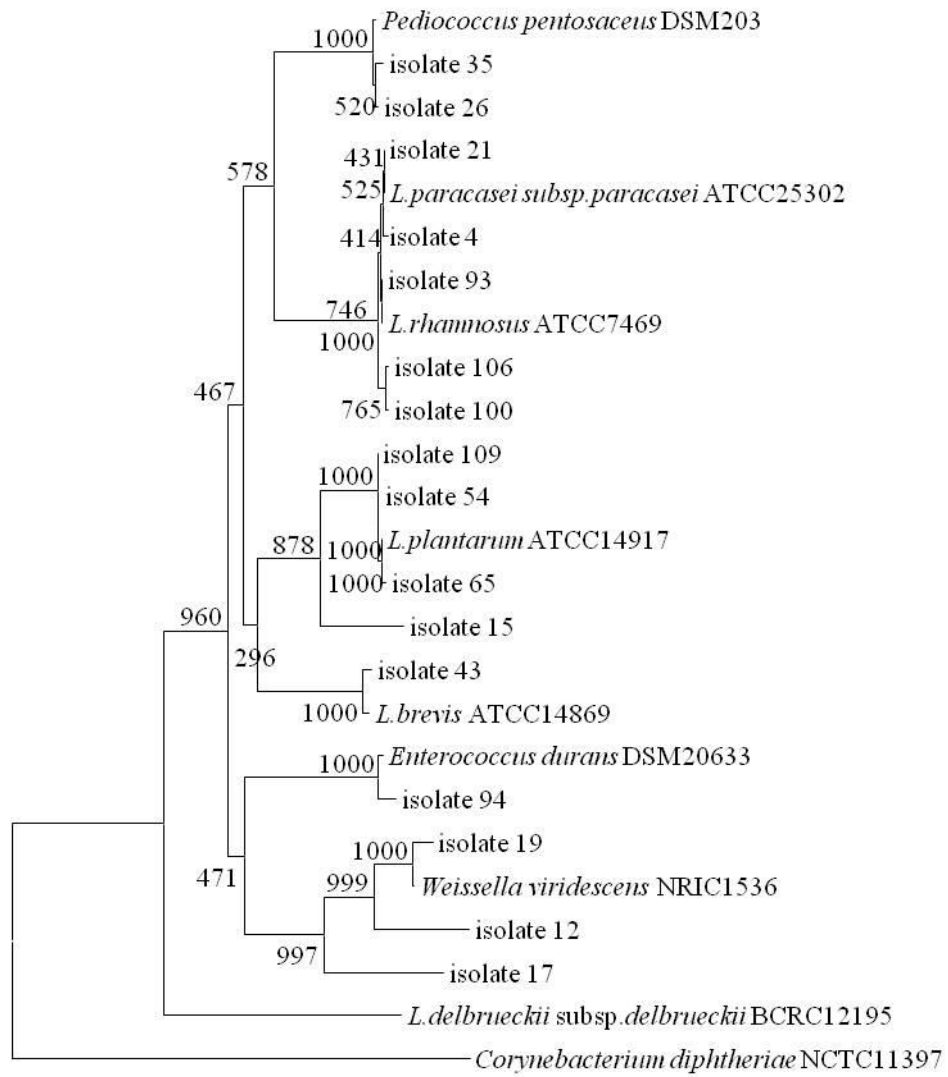 Pediococcus pentosaceus DSM203
1000
isolate 35
520 isolate 26
431 isolate 21
578
525 L.paracasei subsp.paracasei ATCC25302
414 isolate 4
isolate 93
746
L.rhamnosus ATCC7469
1000
isolate 106
467
765 isolate 100
isolate 109
1000
isolate 54
878 1000 L.plantarum ATCC14917
1000 isolate 65
960
isolate 15
296
isolate 43
1000 L.brevis ATCC14869
1000 Enterococcus durans DSM20633
isolate 94
isolate 19
1000
471 999 Weissella viridescens NRIC1536
isolate 12
997
isolate 17
L.delbrueckii subsp.delbrueckii BCRC12195
Corynebacterium diphtheriae NCTC11397